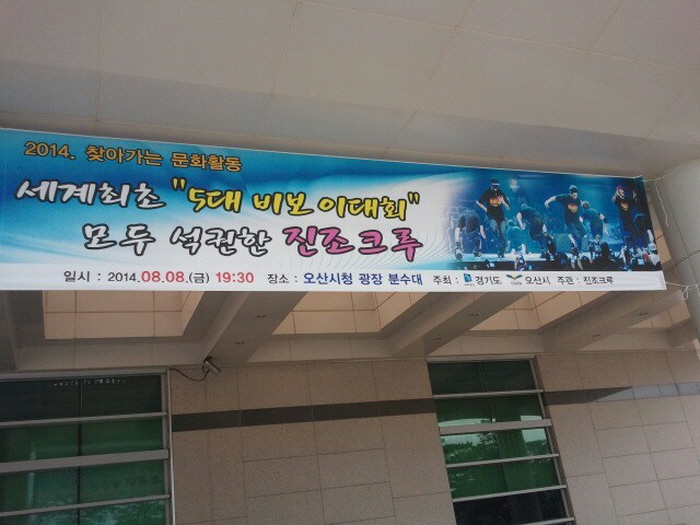 2014. 찾아가는 문화활동
세계최초 "5대 비보이대회"
모두 석권한 진조크루
일시 : 2014.08.08.(금) 19:30 장소 : 오산시청 광장 분수대 주최 : 경기도 오산시 주관 : 진조크루